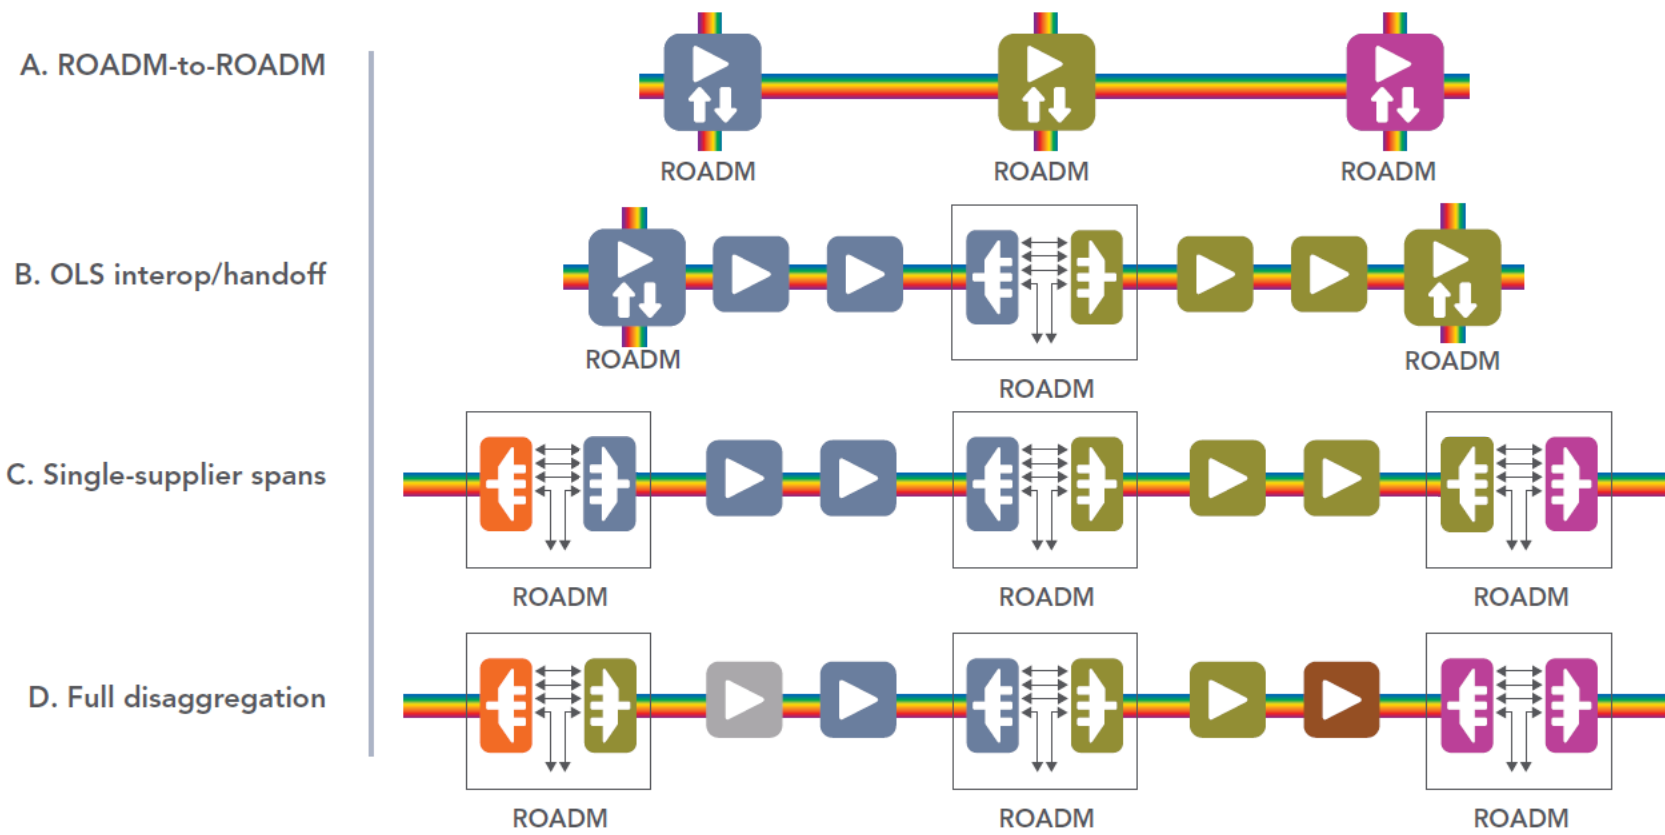 A. ROADM-to-ROADM
ROADM ROADM ROADM
B. OLS interop/handoff
ROADM ROADM ROADM
C. Single-supplier spans
ROADM ROADM ROADM
D. Full disaggregation
ROADM ROADM ROADM